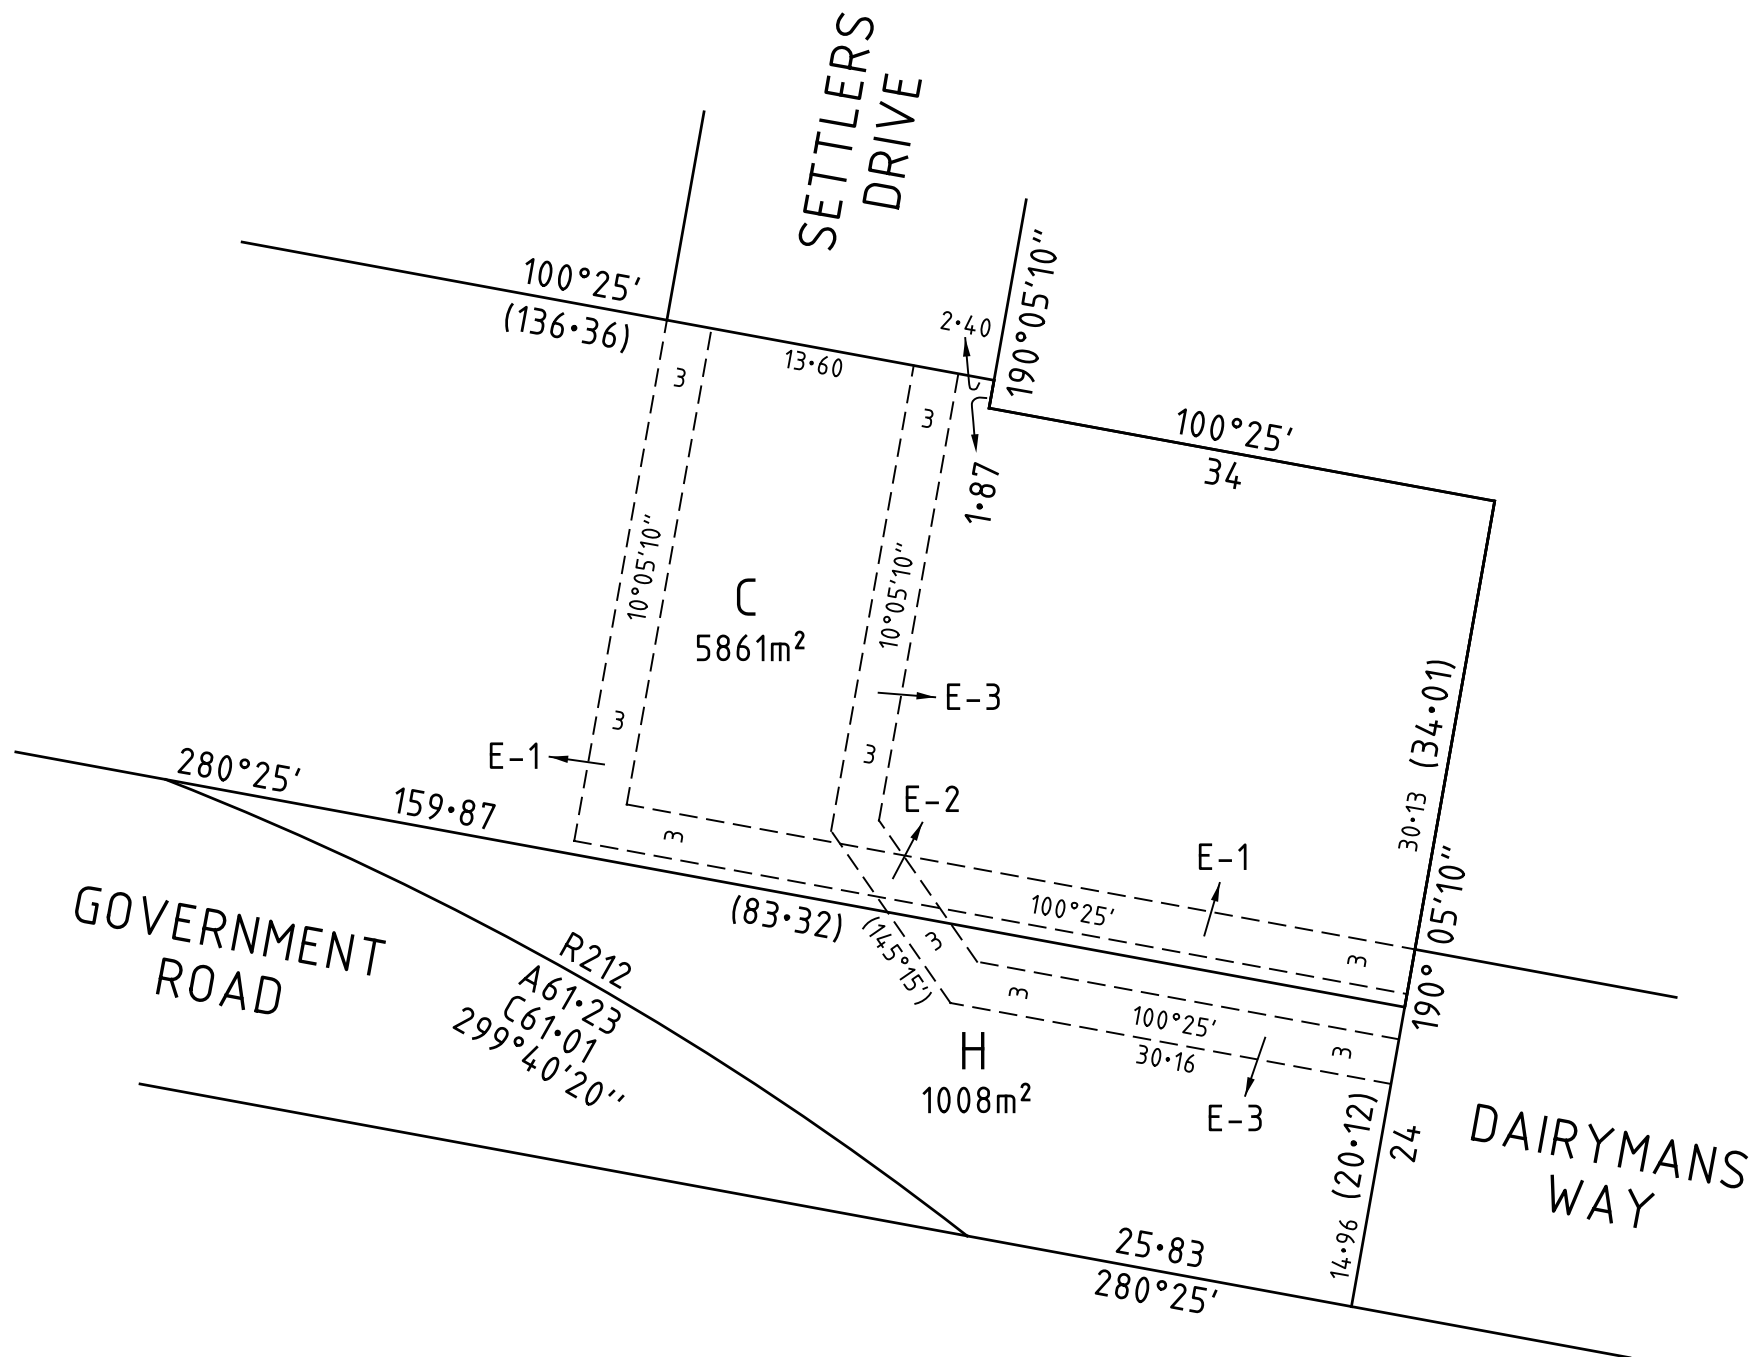 SETTLERS
DRIVE
190°05'10"
100°25'
(136•36)
2•40
13•60
3
3
100°25'
34
1•87
10°05'10"
10°05'10"
C
5861m²
E-3
(34•01)
30•13
3
3
E-1
280°25'
159•87
E-2
3
E-1
190° 05'10"
(83•32)
100°25'
(145°15')
3
3
3
GOVERNMENT
ROAD
R212
A61•23
C61•01
299°40'20"
100°25'
30•16
3
H
1008m²
E-3
(20•12)
24
14•96
DAIRYMANS
WAY
25•83
280°25'